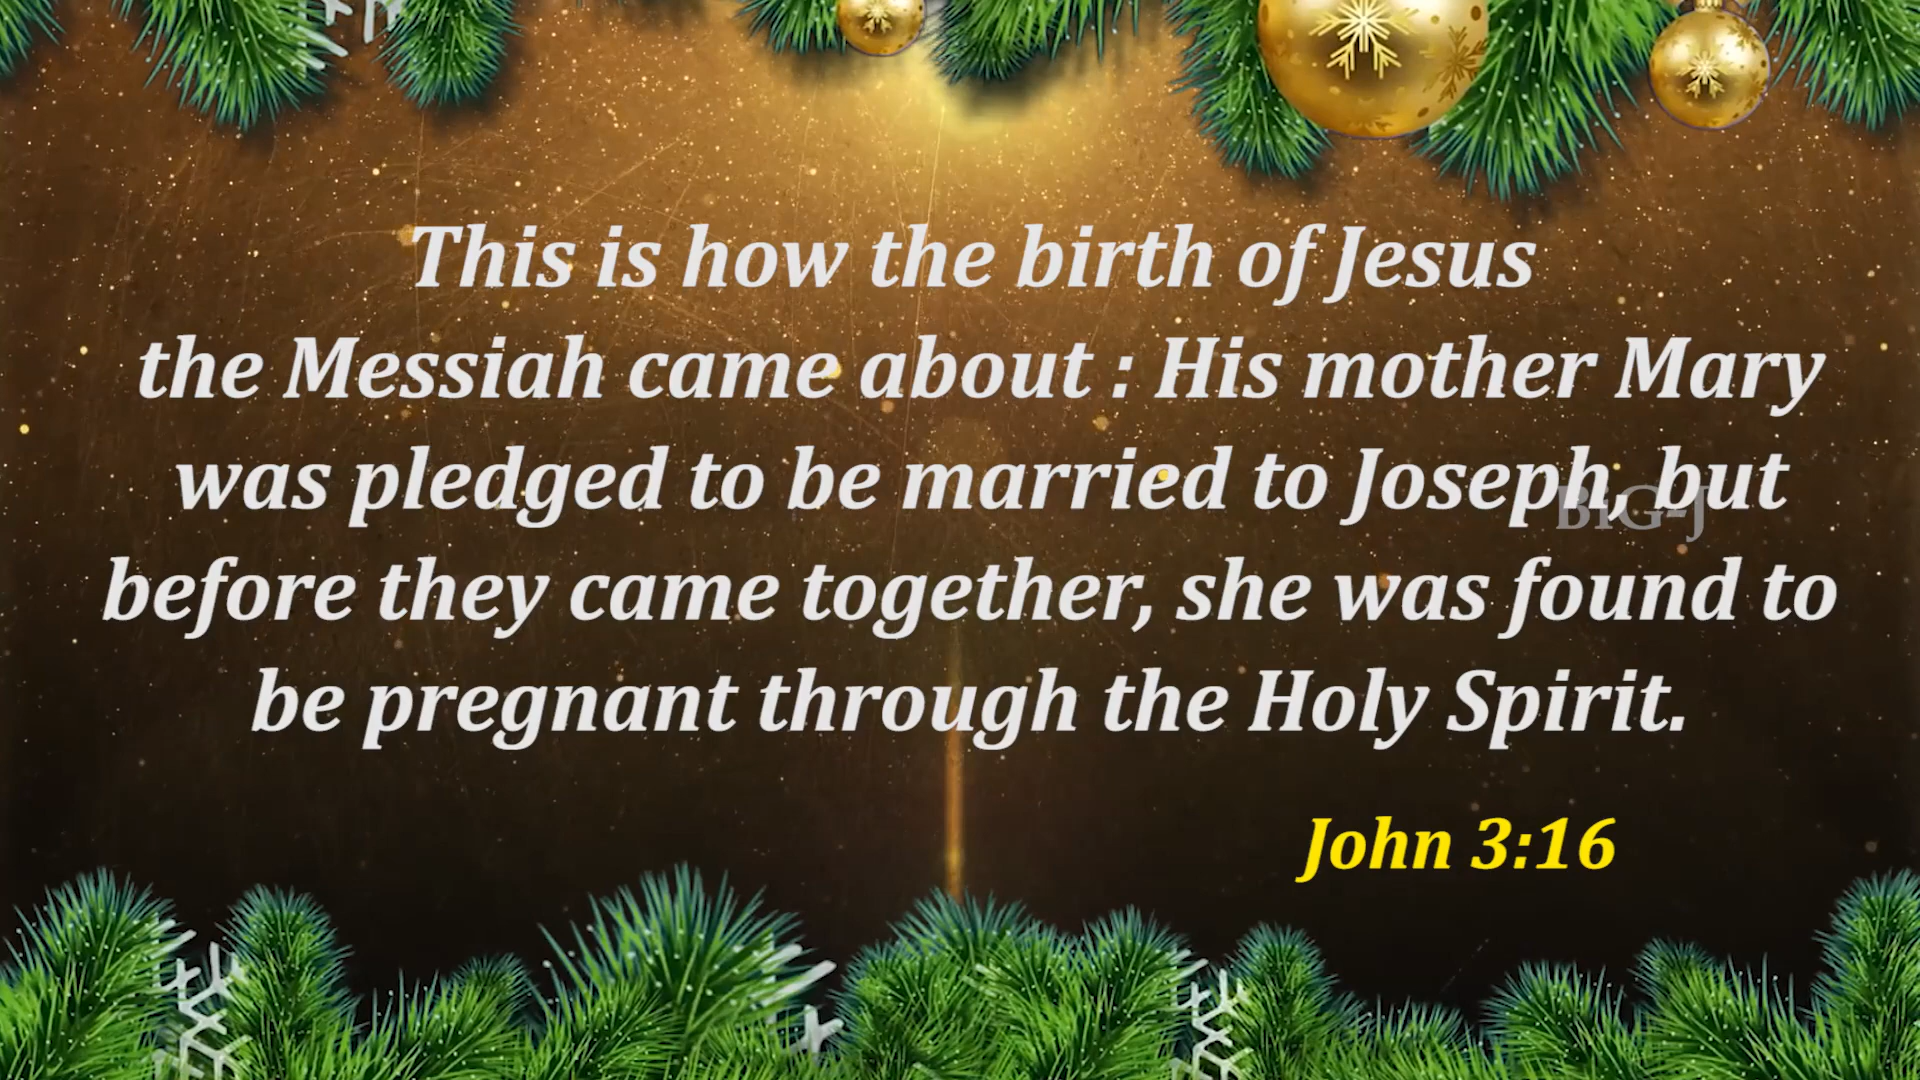 This is how the birth of Jesus
the Messiah came about : His mother Mary
was pledged to be married to Joseph, but
BiG-J
before they came together, she was found to
be pregnant through the Holy Spirit.
John 3:16